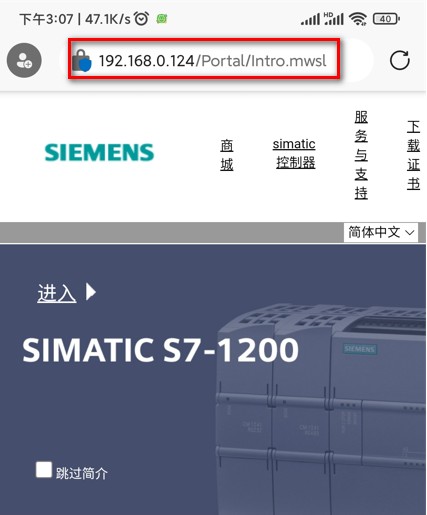 下午3:07 | 47.1K/s
HD
40
192.168.0.124/Portal/Intro.mwsl
SIEMENS
商城
simatic
控制器
服务与支持
下载证书
简体中文
进入
SIMATIC S7-1200
SIEMENS
跳过简介